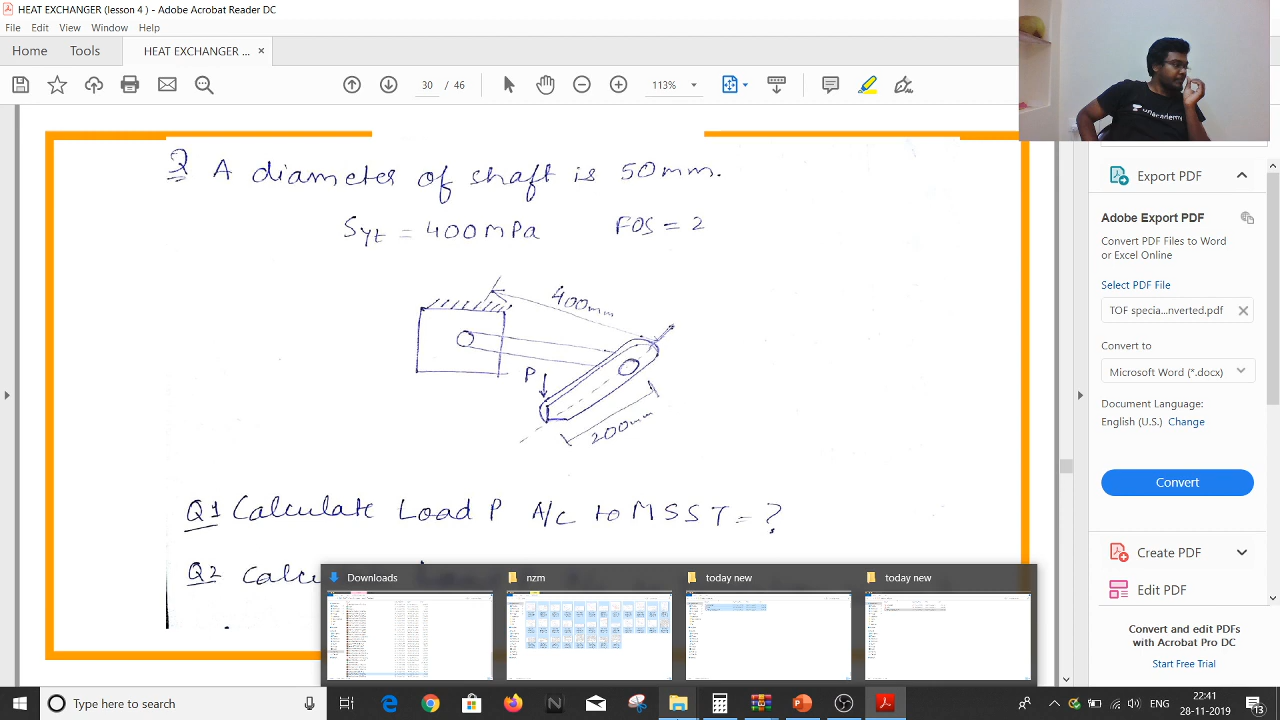 HEAT EXCHANGER (lesson 4 ) - Adobe Acrobat Reader DC
File Edit View Window Help
Home Tools HEAT EXCHANGER ... ×
30 / 46 113%
unacademy
Q A diameter of shaft is 50mm.
Syt = 400MPa FOS = 2
400mm
P
200mm
Q1 Calculate Load P A/C to MSST = ?
Q2
Export PDF
Adobe Export PDF
Convert PDF Files to Word
or Excel Online
Select PDF File
TOF specia...nverted.pdf ×
Convert to
Microsoft Word (*.docx)
Document Language:
English (U.S.) Change
Convert
Create PDF
Edit PDF
Convert and edit PDFs
with Acrobat Pro DC
Start Free Trial
Downloads nzm today new today new
Type here to search
ENG 22:41
28-11-2019 13